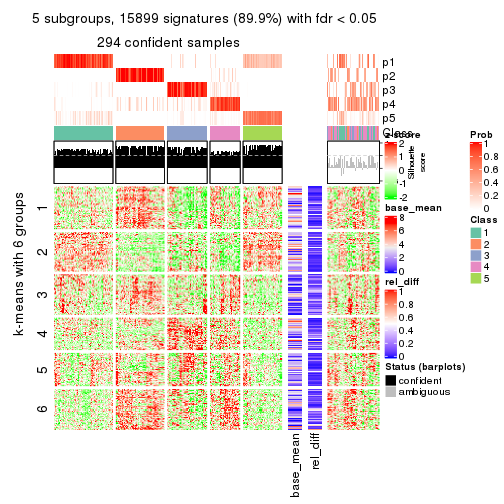 5 subgroups, 15899 signatures (89.9%) with fdr < 0.05
294 confident samples
p1
p2
p3
p4
p5
Class
z-score
2
1
0
-1
-2
Silhouette
score
base_mean
8
6
4
2
0
rel_diff
1
0.8
0.6
0.4
0.2
0
Status (barplots)
confident
ambiguous
Prob
1
0.8
0.6
0.4
0.2
0
Class
1
2
3
4
5
k-means with 6 groups
1
2
3
4
5
6
base_mean
rel_diff